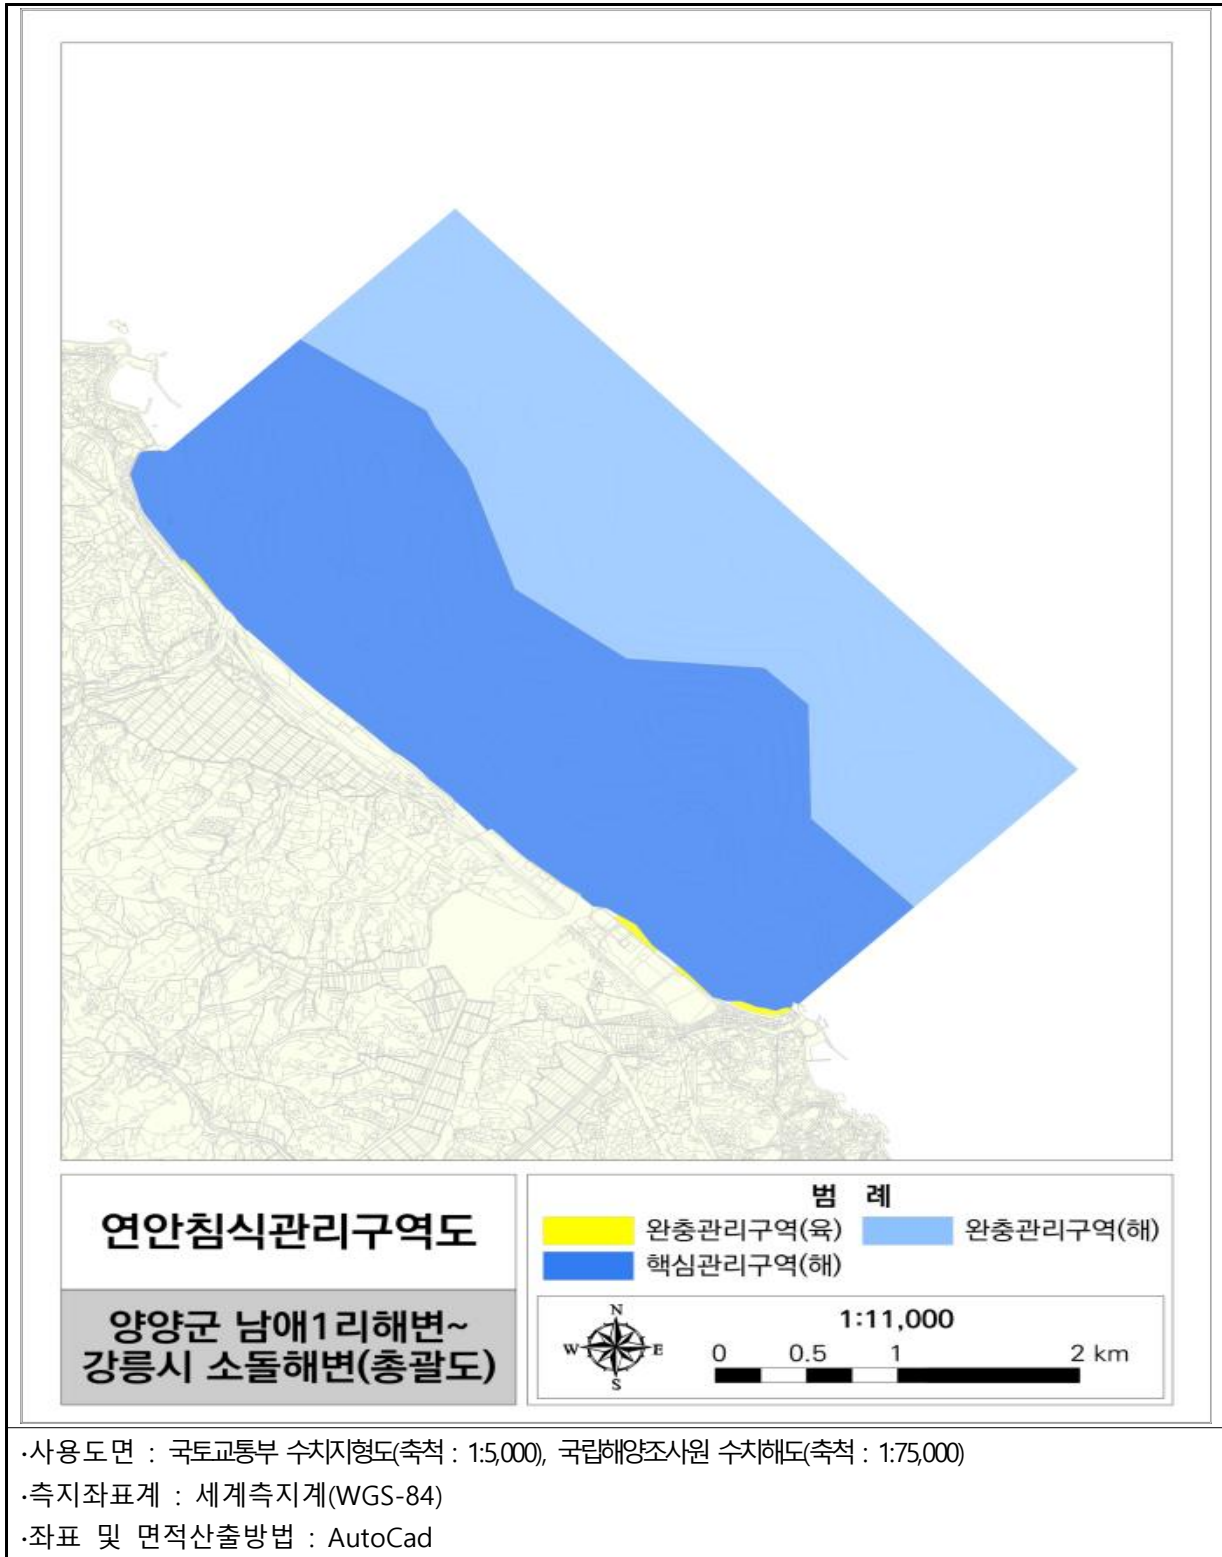 연안침식관리구역도
양양군 남애1리해변~
강릉시 소돌해변(총괄도)
범 례
완충관리구역(육) 완충관리구역(해)
핵심관리구역(해)
N
W E
S
1:11,000
0 0.5 1 2 km
·사용도면 : 국토교통부 수치지형도(축척 : 1:5,000), 국립해양조사원 수치해도(축척 : 1:75,000)
·측지좌표계 : 세계측지계(WGS-84)
·좌표 및 면적산출방법 : AutoCad